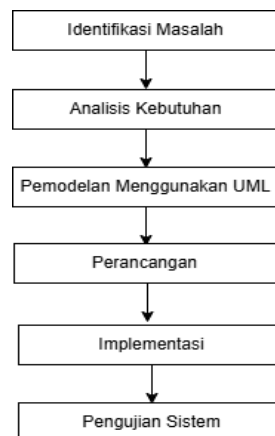 Identifikasi Masalah
Analisis Kebutuhan
Pemodelan Menggunakan UML
Perancangan
Implementasi
Pengujian Sistem